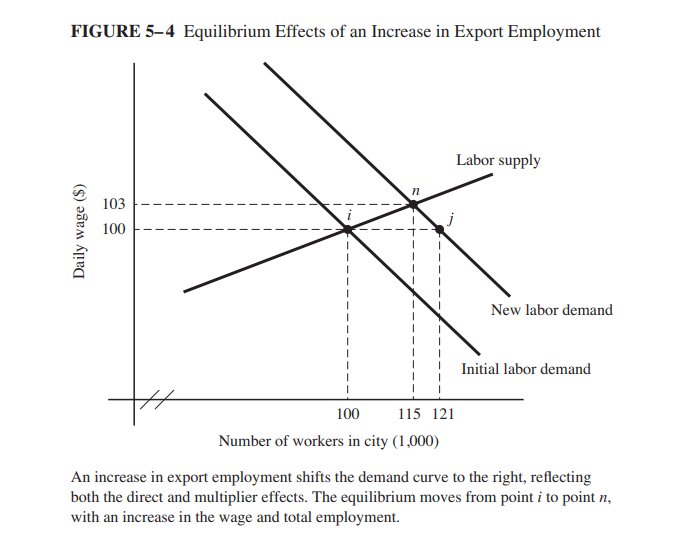 FIGURE 5–4 Equilibrium Effects of an Increase in Export Employment
Labor supply
n
103
i
j
100
Daily wage ($)
New labor demand
Initial labor demand
100 115 121
Number of workers in city (1,000)
An increase in export employment shifts the demand curve to the right, reflecting
both the direct and multiplier effects. The equilibrium moves from point i to point n,
with an increase in the wage and total employment.